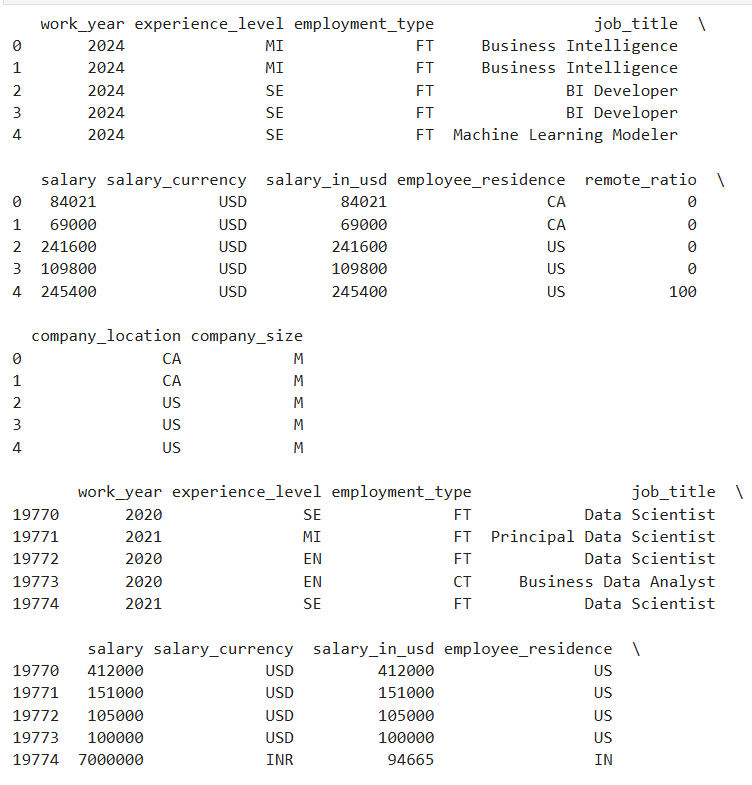 work_year experience_level employment_type job_title \
0 2024 MI FT Business Intelligence
1 2024 MI FT Business Intelligence
2 2024 SE FT BI Developer
3 2024 SE FT BI Developer
4 2024 SE FT Machine Learning Modeler
salary salary_currency salary_in_usd employee_residence remote_ratio \
0 84021 USD 84021 CA 0
1 69000 USD 69000 CA 0
2 241600 USD 241600 US 0
3 109800 USD 109800 US 0
4 245400 USD 245400 US 100
company_location company_size
0 CA M
1 CA M
2 US M
3 US M
4 US M
work_year experience_level employment_type job_title \
19770 2020 SE FT Data Scientist
19771 2021 MI FT Principal Data Scientist
19772 2020 EN FT Data Scientist
19773 2020 EN CT Business Data Analyst
19774 2021 SE FT Data Scientist
salary salary_currency salary_in_usd employee_residence \
19770 412000 USD 412000 US
19771 151000 USD 151000 US
19772 105000 USD 105000 US
19773 100000 USD 100000 US
19774 7000000 INR 94665 IN